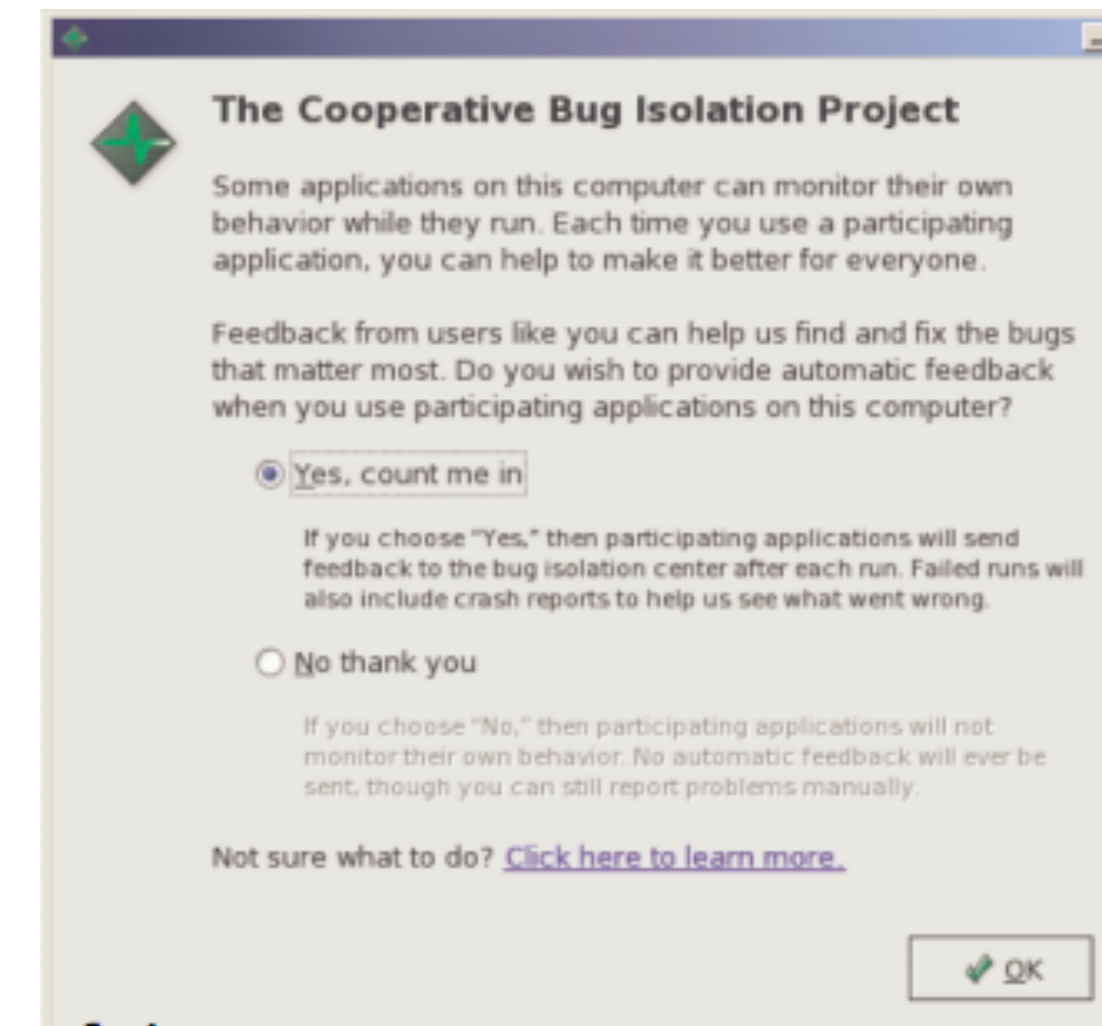 The Cooperative Bug Isolation Project
Some applications on this computer can monitor their own
behavior while they run. Each time you use a participating
application, you can help to make it better for everyone.
Feedback from users like you can help us find and fix the bugs
that matter most. Do you wish to provide automatic feedback
when you use participating applications on this computer?
Yes, count me in
If you choose “Yes,” then participating applications will send
feedback to the bug isolation center after each run. Failed runs will
also include crash reports to help us see what went wrong.
No thank you
If you choose “No,” then participating applications will not
monitor their own behavior. No automatic feedback will ever be
sent, though you can still report problems manually.
Not sure what to do? Click here to learn more.
OK